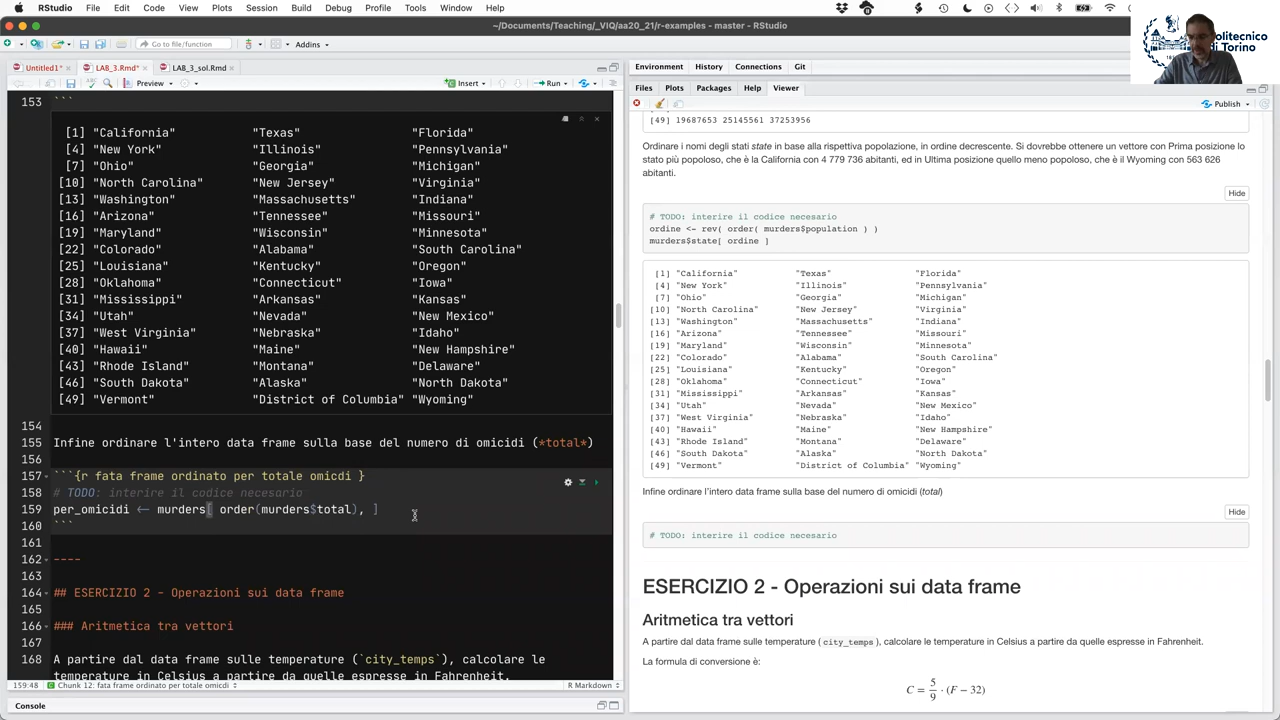 RStudio File Edit Code View Plots Session Build Debug Profile Tools Window Help
~/Documents/Teaching/_VIQ/aa20_21/r-examples - master - RStudio
Go to file/function Addins
Politecnico
di Torino
Untitled1* LAB_3.Rmd* LAB_3_sol.Rmd
Preview Insert Run
153 ```
[1] "California" "Texas" "Florida"
[4] "New York" "Illinois" "Pennsylvania"
[7] "Ohio" "Georgia" "Michigan"
[10] "North Carolina" "New Jersey" "Virginia"
[13] "Washington" "Massachusetts" "Indiana"
[16] "Arizona" "Tennessee" "Missouri"
[19] "Maryland" "Wisconsin" "Minnesota"
[22] "Colorado" "Alabama" "South Carolina"
[25] "Louisiana" "Kentucky" "Oregon"
[28] "Oklahoma" "Connecticut" "Iowa"
[31] "Mississippi" "Arkansas" "Kansas"
[34] "Utah" "Nevada" "New Mexico"
[37] "West Virginia" "Nebraska" "Idaho"
[40] "Hawaii" "Maine" "New Hampshire"
[43] "Rhode Island" "Montana" "Delaware"
[46] "South Dakota" "Alaska" "North Dakota"
[49] "Vermont" "District of Columbia" "Wyoming"
154
155 Infine ordinare l'intero data frame sulla base del numero di omicidi (*total*)
156
157 ```{r fata frame ordinato per totale omicdi }
158 # TODO: interire il codice necesario
159 per_omicidi <- murders[ order(murders$total), ]
160 ```
161
162 ----
163
164 ## ESERCIZIO 2 - Operazioni sui data frame
165
166 ### Aritmetica tra vettori
167
168 A partire dal data frame sulle temperature (`city_temps`), calcolare le
temperature in Celsius a partire da quelle espresse in Fahrenheit.
159:48 Chunk 12: fata frame ordinato per totale omicdi R Markdown
Console
Environment History Connections Git
Files Plots Packages Help Viewer
Publish
[49] 19687653 25145561 37253956
Ordinare i nomi degli stati state in base alla rispettiva popolazione, in ordine decrescente. Si dovrebbe ottenere un vettore con Prima posizione lo
stato più popoloso, che è la California con 4 779 736 abitanti, ed in Ultima posizione quello meno popoloso, che è il Wyoming con 563 626
abitanti.
Hide
# TODO: interire il codice necesario
ordine <- rev( order( murders$population ) )
murders$state[ ordine ]
[1] "California" "Texas" "Florida"
[4] "New York" "Illinois" "Pennsylvania"
[7] "Ohio" "Georgia" "Michigan"
[10] "North Carolina" "New Jersey" "Virginia"
[13] "Washington" "Massachusetts" "Indiana"
[16] "Arizona" "Tennessee" "Missouri"
[19] "Maryland" "Wisconsin" "Minnesota"
[22] "Colorado" "Alabama" "South Carolina"
[25] "Louisiana" "Kentucky" "Oregon"
[28] "Oklahoma" "Connecticut" "Iowa"
[31] "Mississippi" "Arkansas" "Kansas"
[34] "Utah" "Nevada" "New Mexico"
[37] "West Virginia" "Nebraska" "Idaho"
[40] "Hawaii" "Maine" "New Hampshire"
[43] "Rhode Island" "Montana" "Delaware"
[46] "South Dakota" "Alaska" "North Dakota"
[49] "Vermont" "District of Columbia" "Wyoming"
Infine ordinare l'intero data frame sulla base del numero di omicidi (total)
Hide
# TODO: interire il codice necesario
ESERCIZIO 2 - Operazioni sui data frame
Aritmetica tra vettori
A partire dal data frame sulle temperature ( city_temps ), calcolare le temperature in Celsius a partire da quelle espresse in Fahrenheit.
La formula di conversione è:
C = 5/9 · (F − 32)